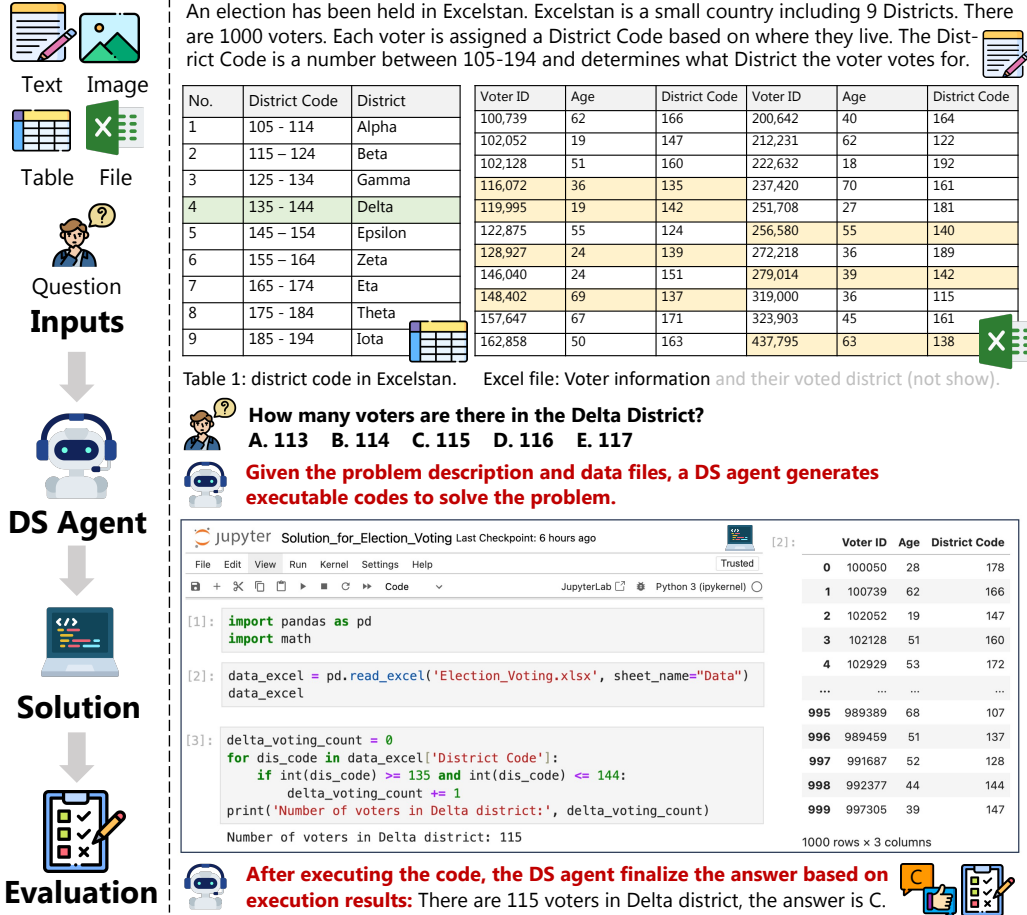 Text Image
Table File
Question
Inputs
DS Agent
Solution
Evaluation
An election has been held in Excelstan. Excelstan is a small country including 9 Districts. There
are 1000 voters. Each voter is assigned a District Code based on where they live. The Dist-
rict Code is a number between 105-194 and determines what District the voter votes for.
No. District Code District
1 105 - 114 Alpha
2 115 – 124 Beta
3 125 - 134 Gamma
4 135 - 144 Delta
5 145 – 154 Epsilon
6 155 – 164 Zeta
7 165 - 174 Eta
8 175 - 184 Theta
9 185 - 194 Iota
Voter ID Age District Code Voter ID Age District Code
100,739 62 166 200,642 40 164
102,052 19 147 212,231 62 122
102,128 51 160 222,632 18 192
116,072 36 135 237,420 70 161
119,995 19 142 251,708 27 181
122,875 55 124 256,580 55 140
128,927 24 139 272,218 36 189
146,040 24 151 279,014 39 142
148,402 69 137 319,000 36 115
157,647 67 171 323,903 45 161
162,858 50 163 437,795 63 138
X
X
Table 1: district code in Excelstan. Excel file: Voter information and their voted district (not show).
How many voters are there in the Delta District?
A. 113 B. 114 C. 115 D. 116 E. 117
Given the problem description and data files, a DS agent generates
executable codes to solve the problem.
jupyter Solution_for_Election_Voting Last Checkpoint: 6 hours ago
File Edit View Run Kernel Settings Help Trusted
Code JupyterLab Python 3 (ipykernel)
[1]: import pandas as pd
import math
[2]: data_excel = pd.read_excel('Election_Voting.xlsx', sheet_name="Data")
data_excel
[3]: delta_voting_count = 0
for dis_code in data_excel['District Code']:
if int(dis_code) >= 135 and int(dis_code) <= 144:
delta_voting_count += 1
print('Number of voters in Delta district:', delta_voting_count)
Number of voters in Delta district: 115
[2]: Voter ID Age District Code
0 100050 28 178
1 100739 62 166
2 102052 19 147
3 102128 51 160
4 102929 53 172
... ... ... ...
995 989389 68 107
996 989459 51 137
997 991687 52 128
998 992377 44 144
999 997305 39 147
1000 rows × 3 columns
After executing the code, the DS agent finalize the answer based on
execution results: There are 115 voters in Delta district, the answer is C.
C